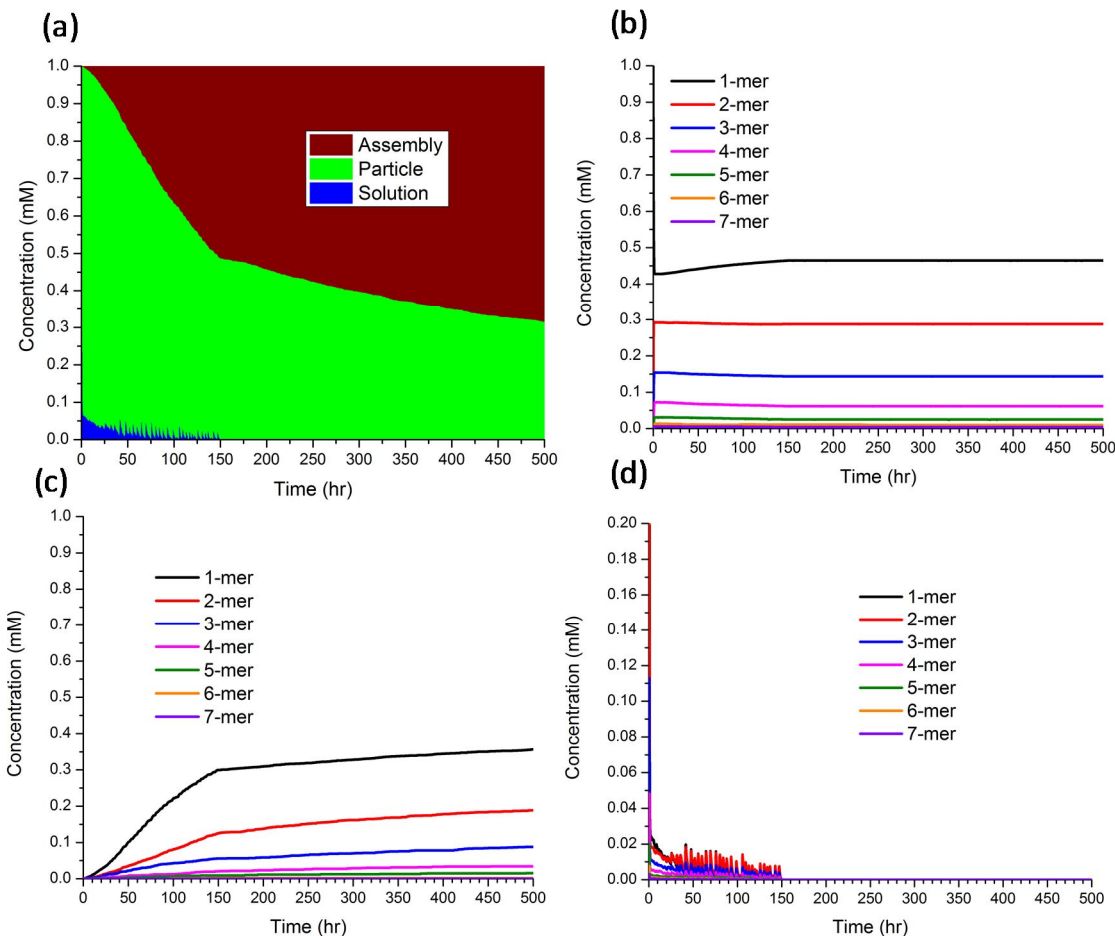 (a)
Concentration (mM)
1.0
0.9
0.8
0.7
0.6
0.5
0.4
0.3
0.2
0.1
0.0
Assembly
Particle
Solution
0 50 100 150 200 250 300 350 400 450 500
Time (hr)
(b)
Concentration (mM)
1.0
0.9
0.8
0.7
0.6
0.5
0.4
0.3
0.2
0.1
0.0
1-mer
2-mer
3-mer
4-mer
5-mer
6-mer
7-mer
0 50 100 150 200 250 300 350 400 450 500
Time (hr)
(c)
Concentration (mM)
1.0
0.9
0.8
0.7
0.6
0.5
0.4
0.3
0.2
0.1
0.0
1-mer
2-mer
3-mer
4-mer
5-mer
6-mer
7-mer
0 50 100 150 200 250 300 350 400 450 500
Time (hr)
(d)
Concentration (mM)
0.20
0.18
0.16
0.14
0.12
0.10
0.08
0.06
0.04
0.02
0.00
1-mer
2-mer
3-mer
4-mer
5-mer
6-mer
7-mer
0 50 100 150 200 250 300 350 400 450 500
Time (hr)